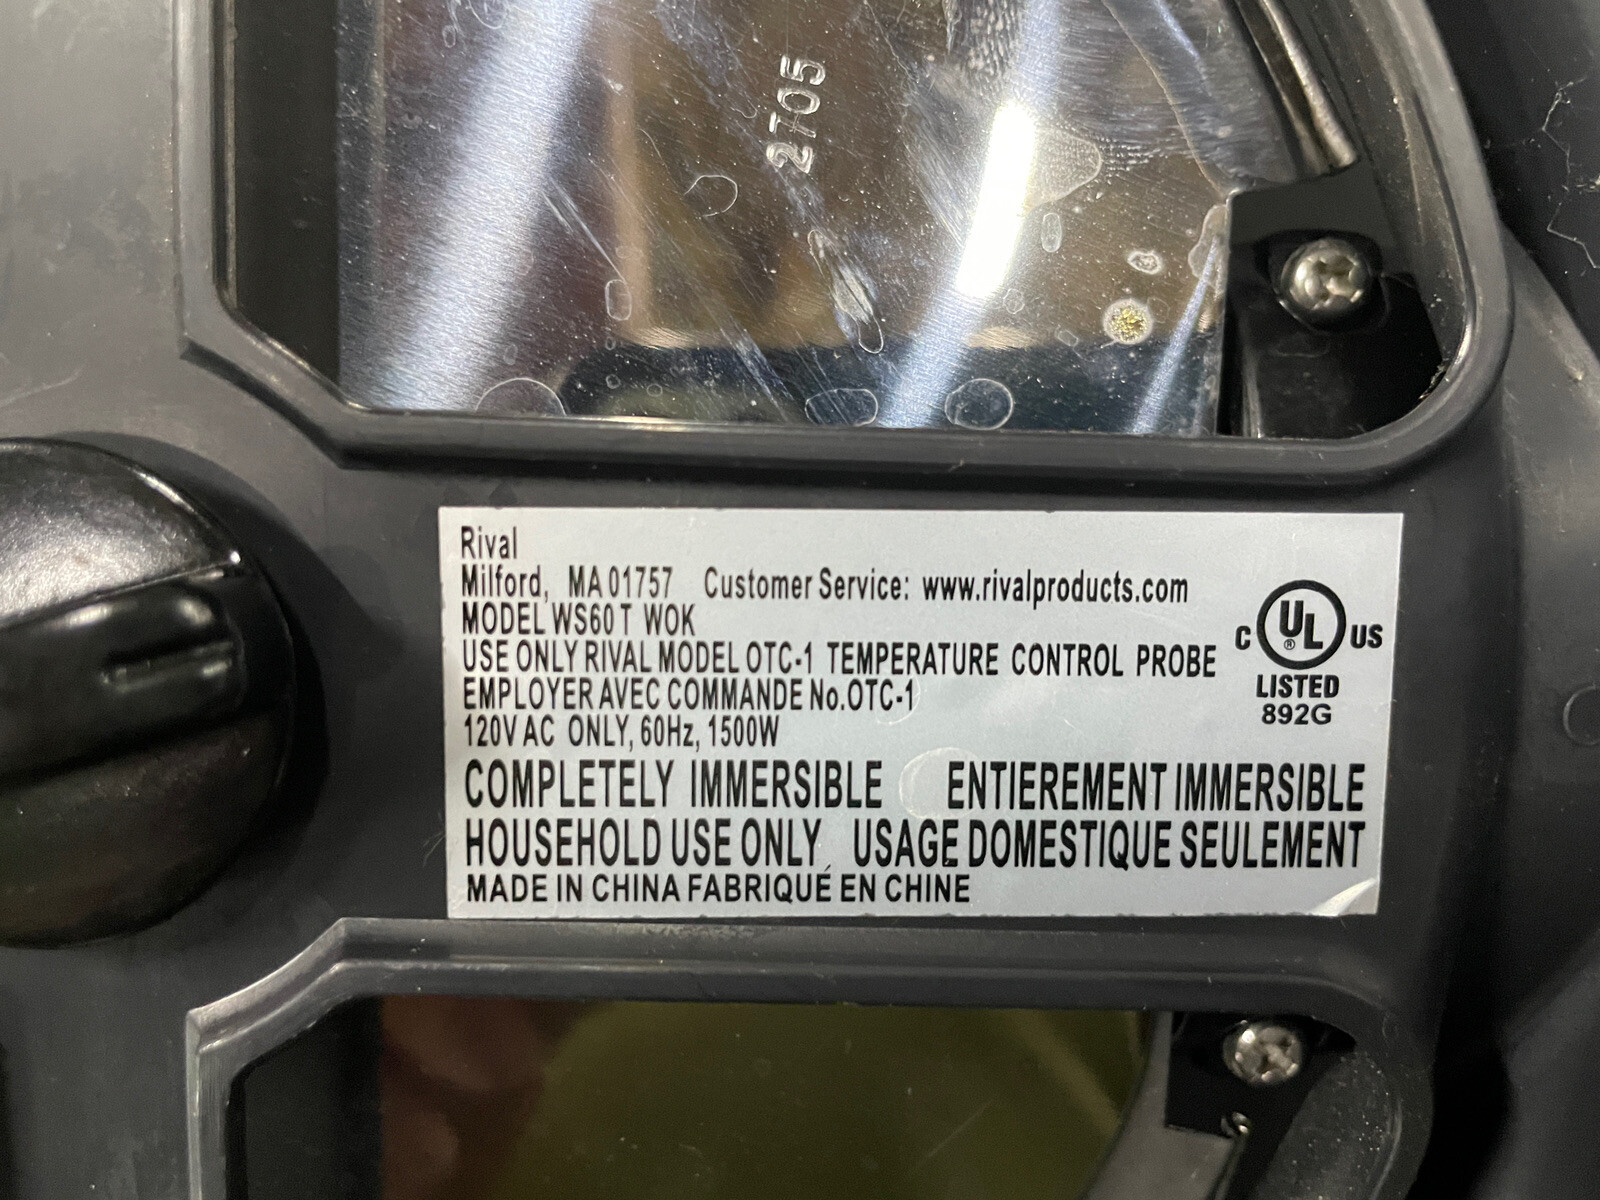 2T05
Rival
Milford, MA 01757 Customer Service: www.rivalproducts.com
MODEL WS60 T WOK
USE ONLY RIVAL MODEL OTC-1 TEMPERATURE CONTROL PROBE
EMPLOYER AVEC COMMANDE No.OTC-1
120V AC ONLY, 60Hz, 1500W
C UL ® US
LISTED
892G
COMPLETELY IMMERSIBLE ENTIEREMENT IMMERSIBLE
HOUSEHOLD USE ONLY USAGE DOMESTIQUE SEULEMENT
MADE IN CHINA FABRIQUÉ EN CHINE